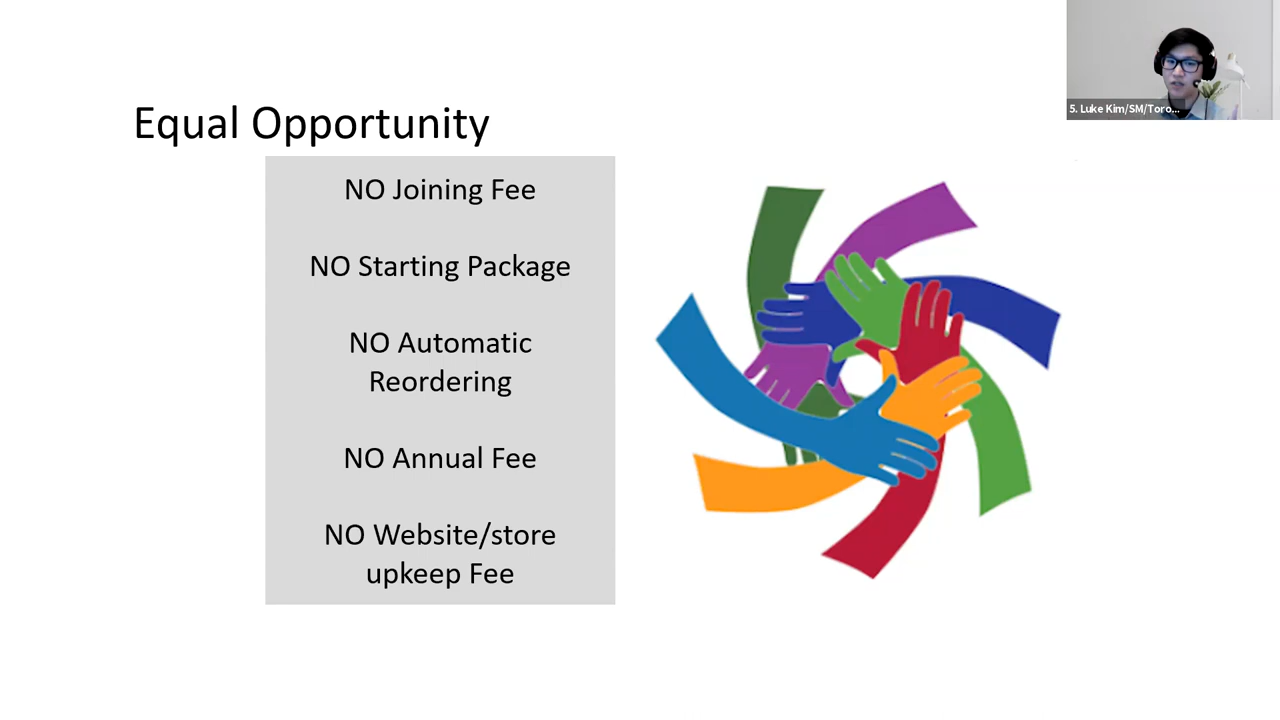 Equal Opportunity
NO Joining Fee
NO Starting Package
NO Automatic
Reordering
NO Annual Fee
NO Website/store
upkeep Fee
5. Luke Kim/SM/Toro...